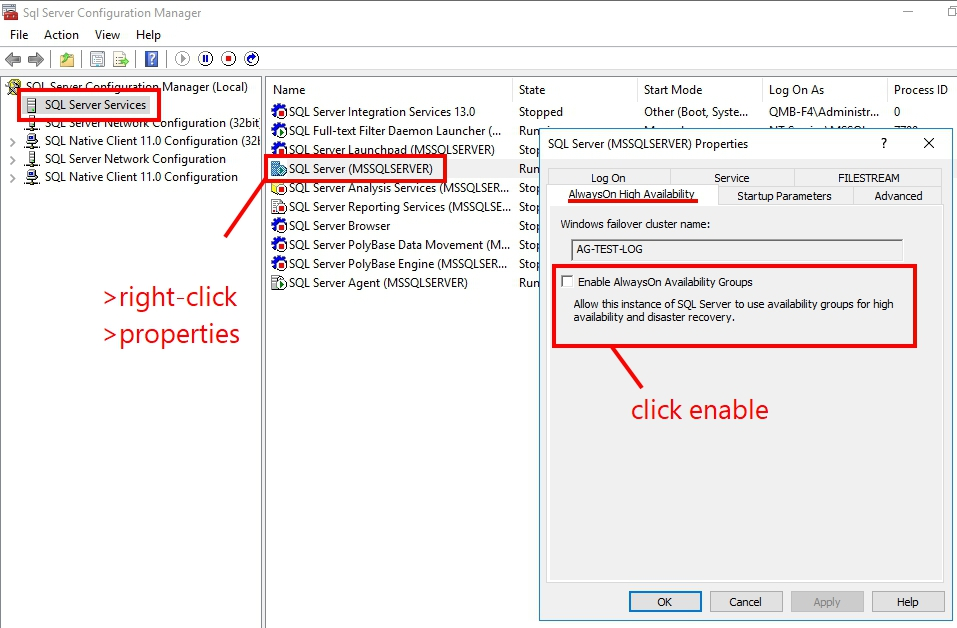 Sql Server Configuration Manager
File Action View Help
SQL Server Configuration Manager (Local)
SQL Server Services
SQL Server Network Configuration (32bit
SQL Native Client 11.0 Configuration (32l
SQL Server Network Configuration
SQL Native Client 11.0 Configuration
Name State Start Mode Log On As Process ID
SQL Server Integration Services 13.0 Stopped Other (Boot, Syste... QMB-F4\Administr... 0
SQL Full-text Filter Daemon Launcher (...
SQL Server Launchpad (MSSQLSERVER)
SQL Server (MSSQLSERVER) Run
SQL Server Analysis Services (MSSQLSER... Stop
SQL Server Reporting Services (MSSQLSE... Stop
SQL Server Browser Stop
SQL Server PolyBase Data Movement (M... Stop
SQL Server PolyBase Engine (MSSQLSER... Stop
SQL Server Agent (MSSQLSERVER) Run
>right-click
>properties
SQL Server (MSSQLSERVER) Properties ?
Log On Service FILESTREAM
AlwaysOn High Availability Startup Parameters Advanced
Windows failover cluster name:
AG-TEST-LOG
Enable AlwaysOn Availability Groups
Allow this instance of SQL Server to use availability groups for high
availability and disaster recovery.
click enable
OK Cancel Apply Help